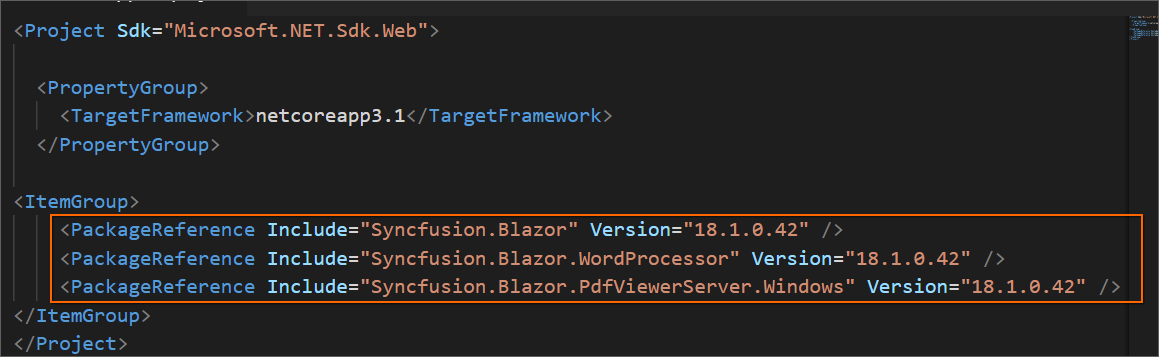 <Project Sdk="Microsoft.NET.Sdk.Web">
<PropertyGroup>
<TargetFramework>netcoreapp3.1</TargetFramework>
</PropertyGroup>
<ItemGroup>
<PackageReference Include="Syncfusion.Blazor" Version="18.1.0.42" />
<PackageReference Include="Syncfusion.Blazor.WordProcessor" Version="18.1.0.42" />
<PackageReference Include="Syncfusion.Blazor.PdfViewerServer.Windows" Version="18.1.0.42" />
</ItemGroup>
</Project>